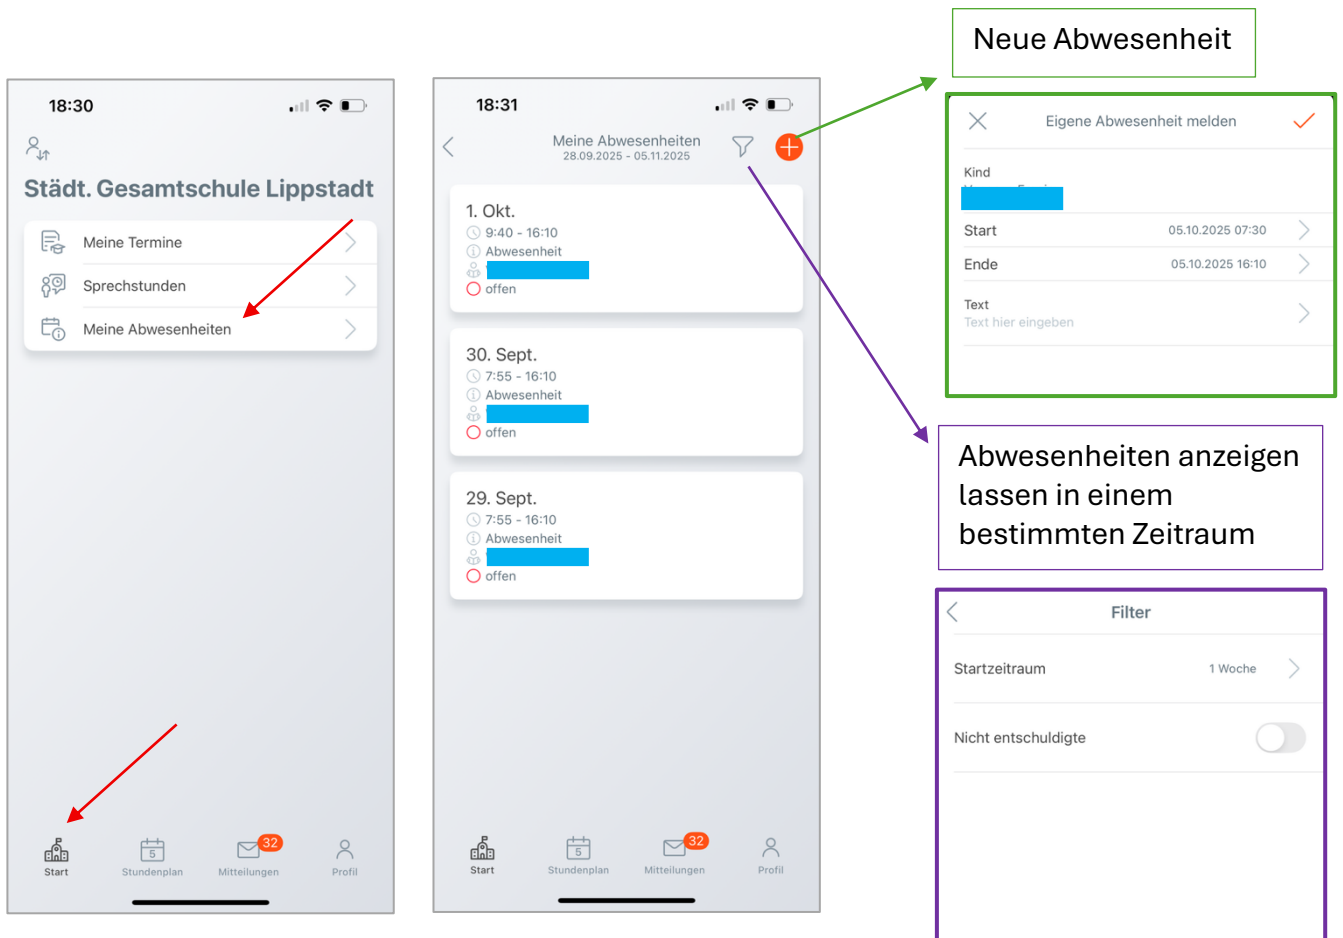 18:30
Städt. Gesamtschule Lippstadt
Meine Termine
Sprechstunden
Meine Abwesenheiten
Start
5
Stundenplan
32
Mitteilungen
Profil
18:31
Meine Abwesenheiten
28.09.2025 - 05.11.2025
1. Okt.
9:40 - 16:10
Abwesenheit
offen
30. Sept.
7:55 - 16:10
Abwesenheit
offen
29. Sept.
7:55 - 16:10
Abwesenheit
offen
Start
5
Stundenplan
32
Mitteilungen
Profil
Neue Abwesenheit
Eigene Abwesenheit melden
Kind
Start 05.10.2025 07:30
Ende 05.10.2025 16:10
Text
Text hier eingeben
Abwesenheiten anzeigen
lassen in einem
bestimmten Zeitraum
Filter
Startzeitraum 1 Woche
Nicht entschuldigte